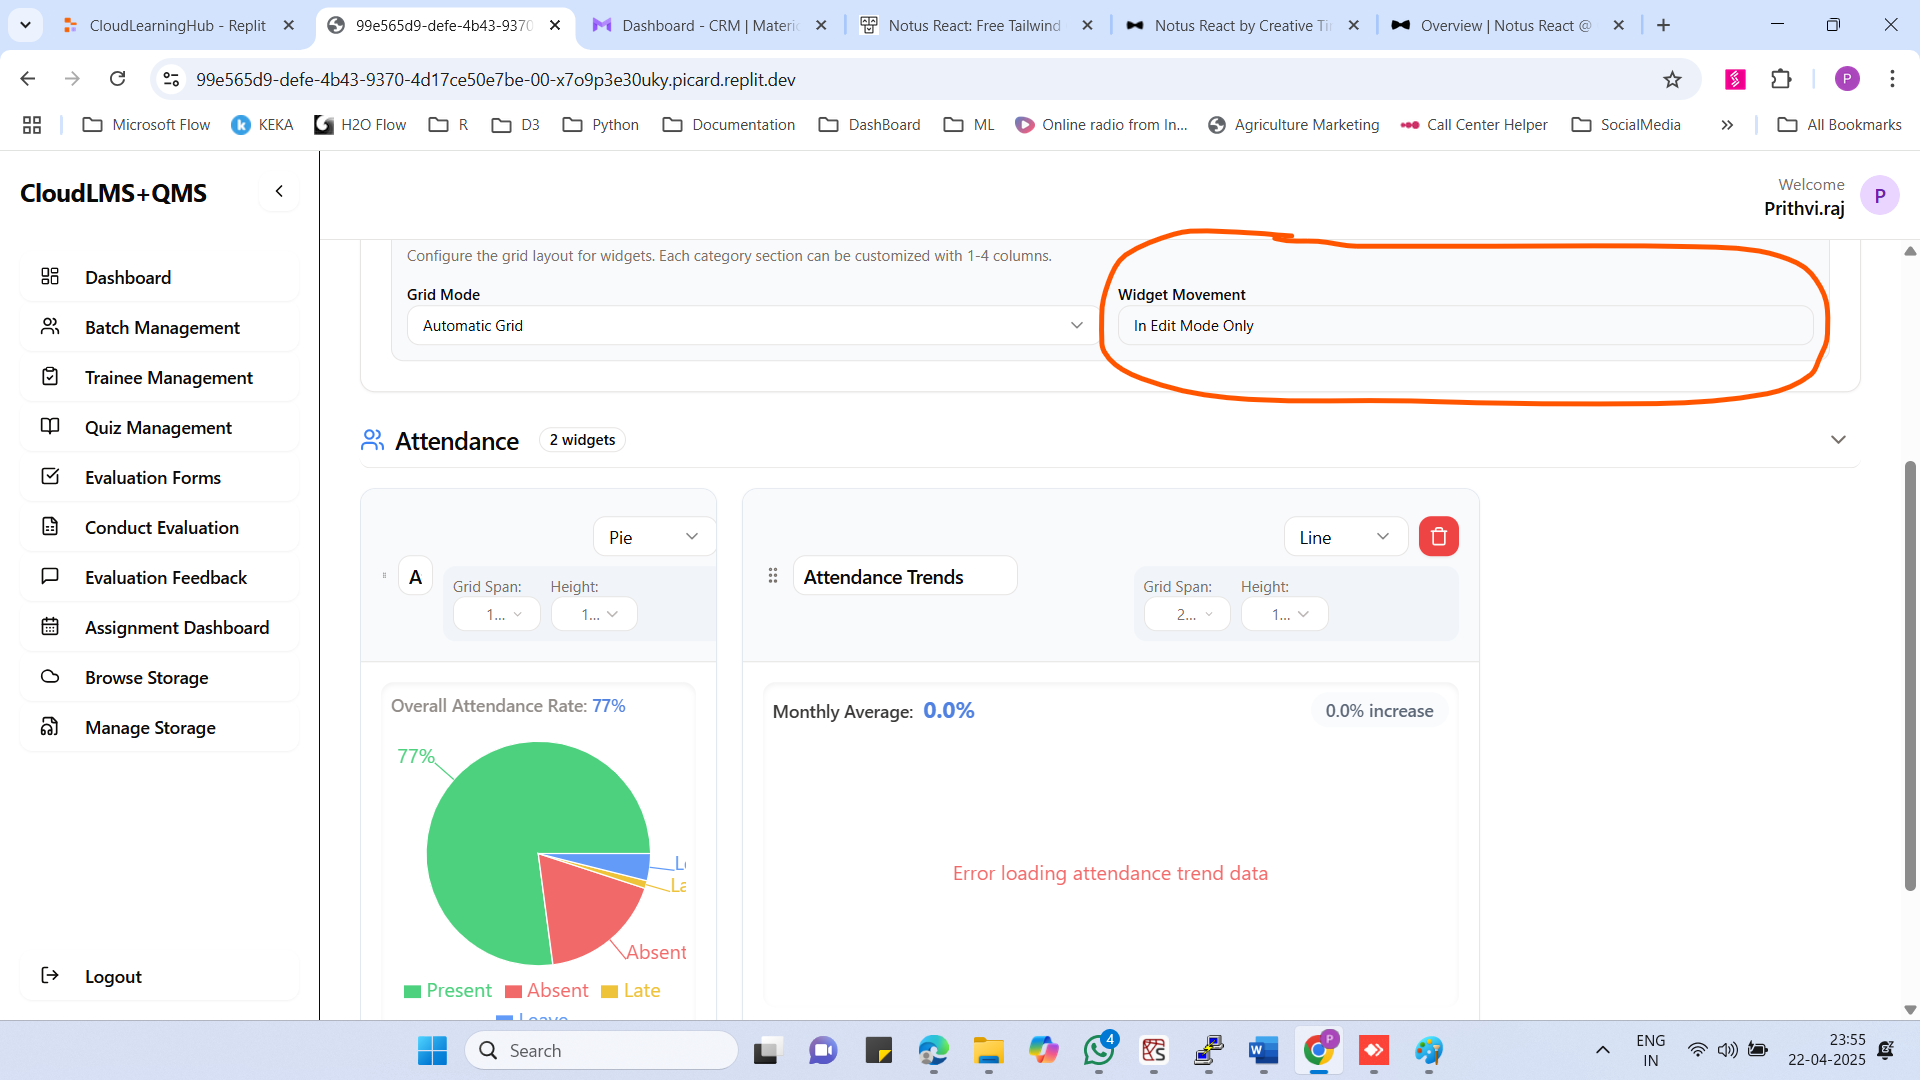 CloudLearningHub - Replit
99e565d9-defe-4b43-9370
Dashboard - CRM | Materi
Notus React: Free Tailwind
Notus React by Creative Ti
Overview | Notus React @
99e565d9-defe-4b43-9370-4d17ce50e7be-00-x7o9p3e30uky.picard.replit.dev
P
Microsoft Flow
KEKA
H2O Flow
R
D3
Python
Documentation
DashBoard
ML
Online radio from In...
Agriculture Marketing
Call Center Helper
SocialMedia
All Bookmarks
CloudLMS+QMS
Welcome
Prithvi.raj
P
Dashboard
Batch Management
Trainee Management
Quiz Management
Evaluation Forms
Conduct Evaluation
Evaluation Feedback
Assignment Dashboard
Browse Storage
Manage Storage
Logout
Configure the grid layout for widgets. Each category section can be customized with 1-4 columns.
Grid Mode
Automatic Grid
Widget Movement
In Edit Mode Only
Attendance
2 widgets
Pie
A
Grid Span:
Height:
1...
1...
Overall Attendance Rate: 77%
77%
L
La
Absent
Present
Absent
Late
Leave
Line
Attendance Trends
Grid Span:
Height:
2...
1...
Monthly Average: 0.0%
0.0% increase
Error loading attendance trend data
Search
4
P
ENG
IN
23:55
22-04-2025